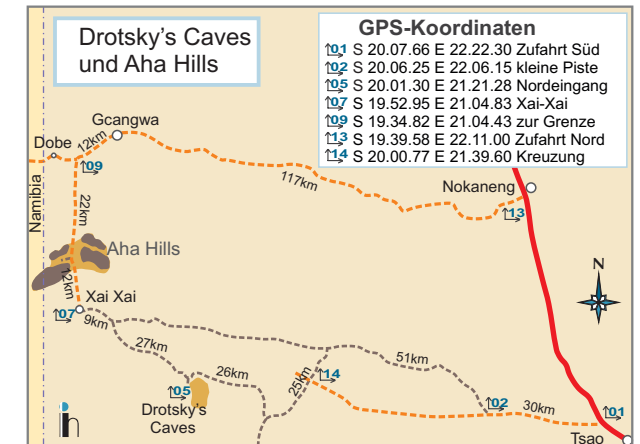 Drotsky's Caves
und Aha Hills
GPS-Koordinaten
01 S 20.07.66 E 22.22.30 Zufahrt Süd
02 S 20.06.25 E 22.06.15 kleine Piste
05 S 20.01.30 E 21.21.28 Nordeingang
07 S 19.52.95 E 21.04.83 Xai-Xai
09 S 19.34.82 E 21.04.43 zur Grenze
13 S 19.39.58 E 22.11.00 Zufahrt Nord
14 S 20.00.77 E 21.39.60 Kreuzung
Gcangwa
Dobe
12km
09
117km
Nokaneng
13
Namibia
22km
Aha Hills
12km
N
Xai Xai
07
9km
27km
51km
26km
25km
14
05
Drotsky's
Caves
02
30km
01
Tsao
ih